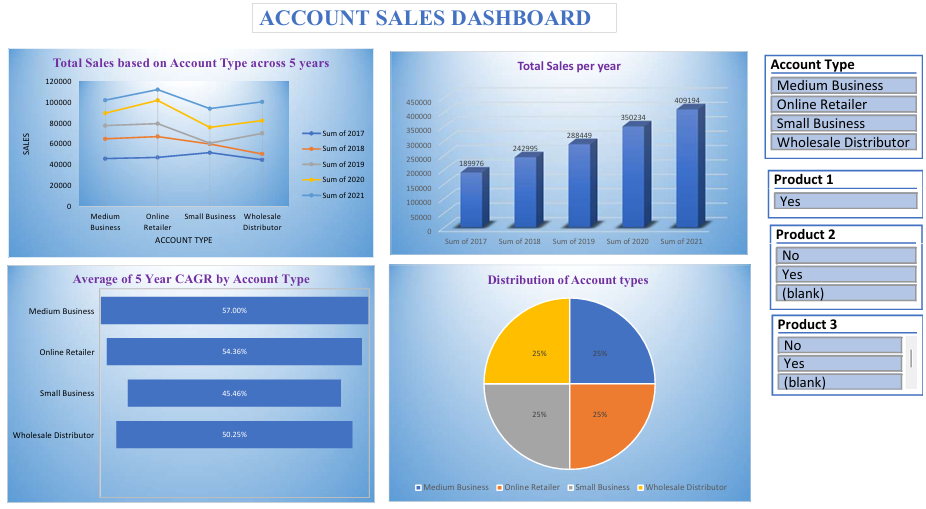 ACCOUNT SALES DASHBOARD
Total Sales based on Account Type across 5 years
120000
100000
80000
60000
40000
20000
0
SALES
Medium Business
Online Retailer
Small Business
Wholesale Distributor
ACCOUNT TYPE
Sum of 2017
Sum of 2018
Sum of 2019
Sum of 2020
Sum of 2021
Total Sales per year
450000
400000
350000
300000
250000
200000
150000
100000
50000
0
189976
242995
288449
350234
409194
Sum of 2017
Sum of 2018
Sum of 2019
Sum of 2020
Sum of 2021
Account Type
Medium Business
Online Retailer
Small Business
Wholesale Distributor
Product 1
Yes
Product 2
No
Yes
(blank)
Product 3
No
Yes
(blank)
Average of 5 Year CAGR by Account Type
Medium Business
57.00%
Online Retailer
54.36%
Small Business
45.46%
Wholesale Distributor
50.25%
Distribution of Account types
25%
25%
25%
25%
Medium Business
Online Retailer
Small Business
Wholesale Distributor